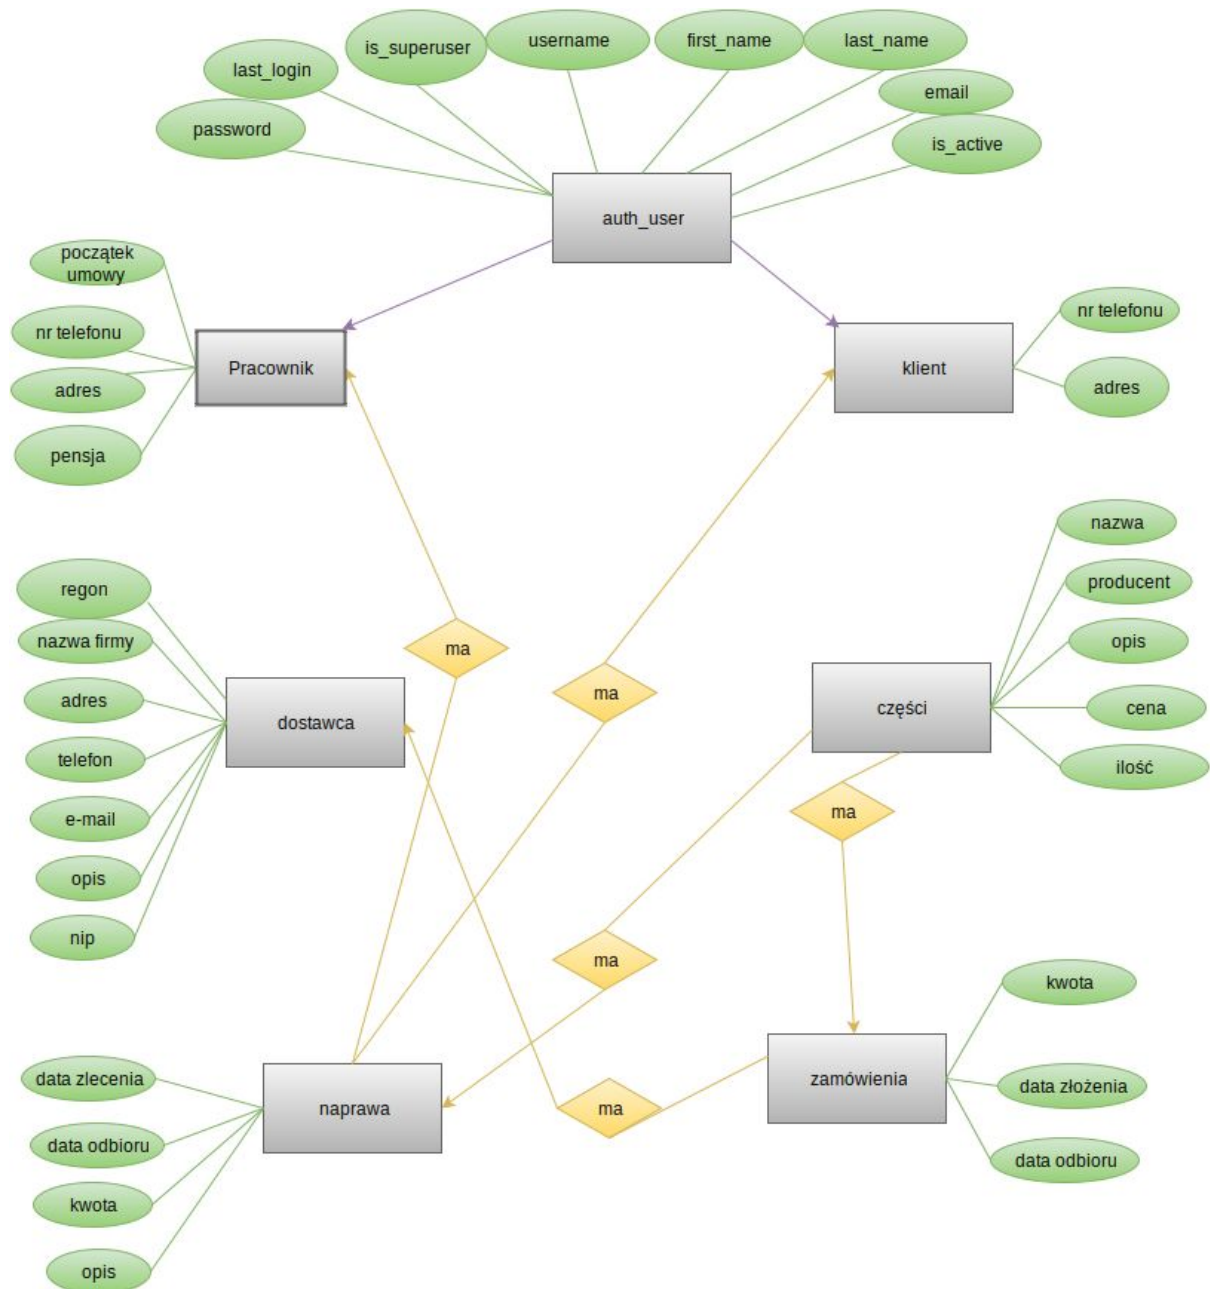 is_superuser
username
first_name
last_name
last_login
email
password
is_active
auth_user
początek
umowy
nr telefonu
nr telefonu
Pracownik
klient
adres
adres
pensja
nazwa
regon
producent
nazwa firmy
ma
opis
adres
ma
dostawca
części
cena
telefon
ilość
e-mail
ma
opis
nip
ma
kwota
data zlecenia
zamówienia
data złożenia
naprawa
ma
data odbioru
data odbioru
kwota
opis